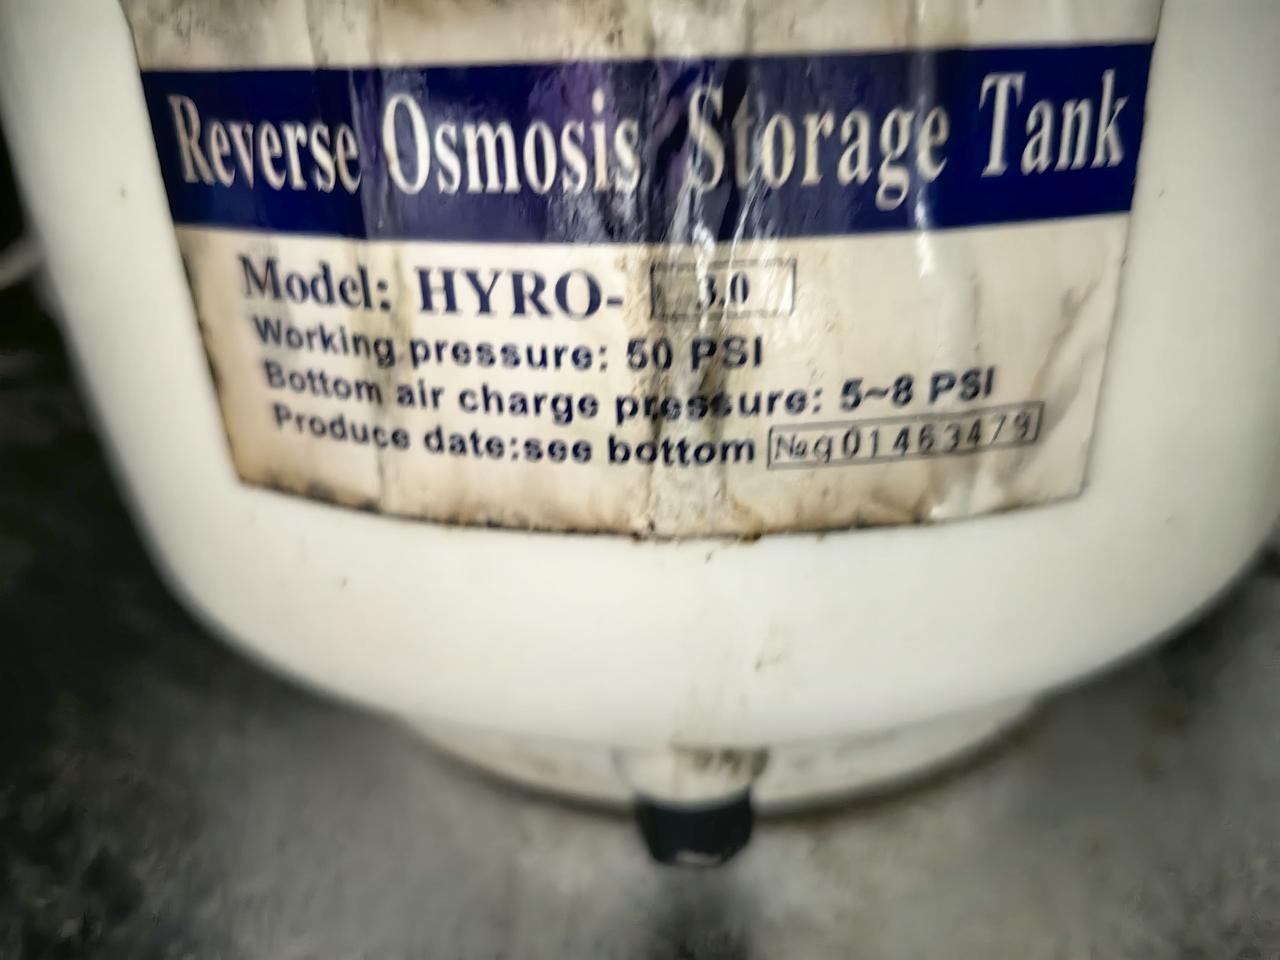 Reverse Osmosis Storage Tank
Model: HYRO- 3.0
Working pressure: 50 PSI
Bottom air charge pressure: 5~8 PSI
Produce date:see bottom №q01463479